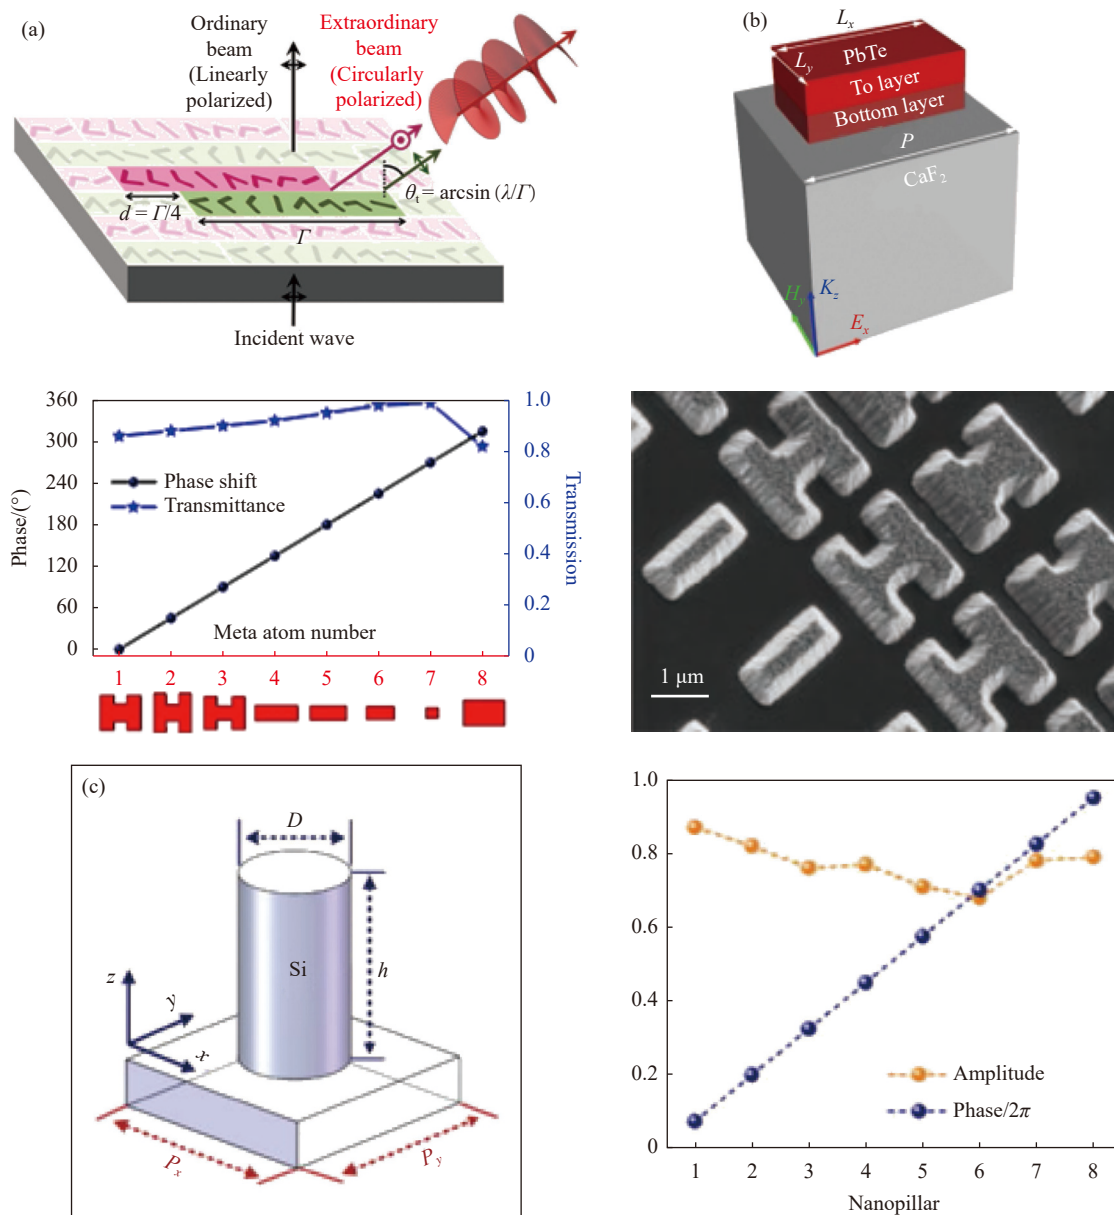 (a)
Ordinary
beam
(Linearly
polarized)
Extraordinary
beam
(Circularly
polarized)
θt = arcsin (λ/Γ)
d = Γ/4
Γ
Incident wave
(b)
Lx
Ly
PbTe
To layer
Bottom layer
P
CaF2
Hy
Kz
Ex
360
300
240
180
120
60
0
Phase/(°)
Phase shift
Transmittance
Meta atom number
1.0
0.8
0.6
0.4
0.2
0
Transmission
1 2 3 4 5 6 7 8
1 μm
(c)
D
Si
h
z
y
x
Px
Py
1.0
0.8
0.6
0.4
0.2
0
Amplitude
Phase/2π
1 2 3 4 5 6 7 8
Nanopillar